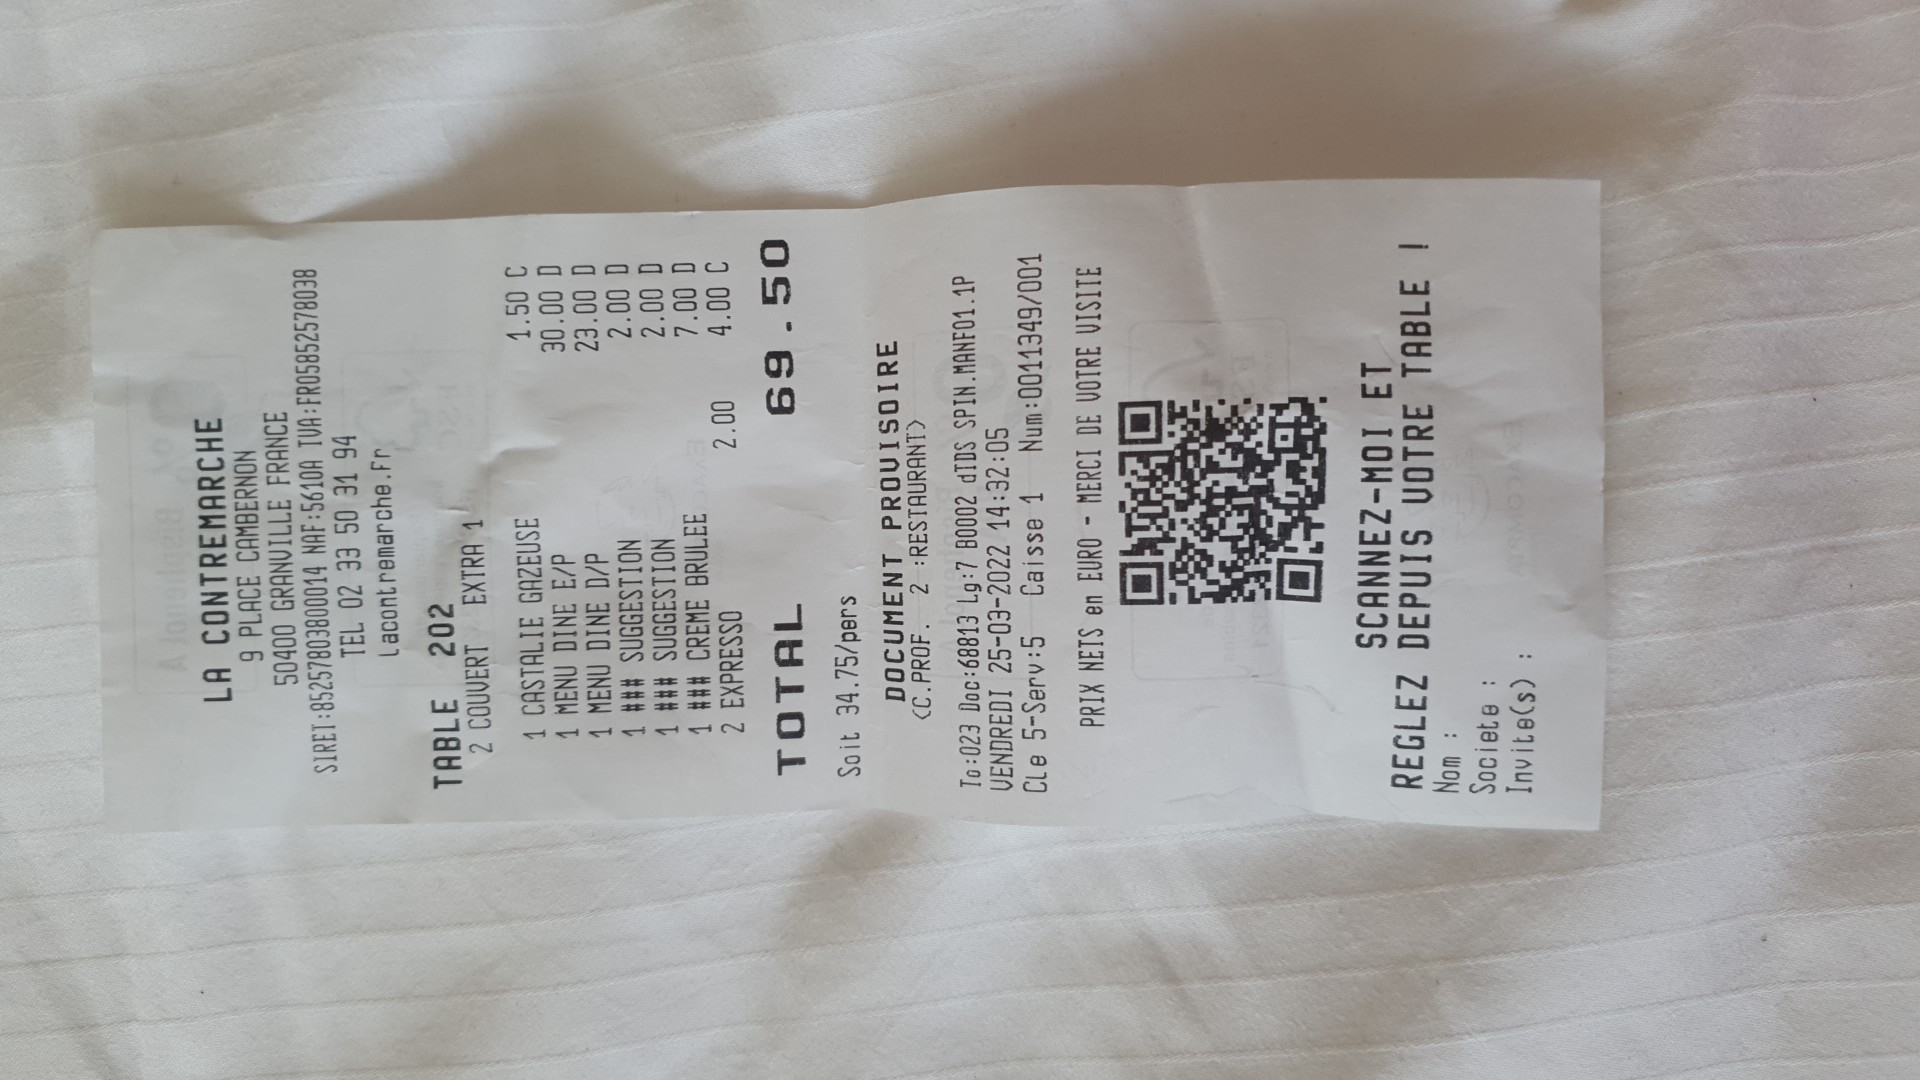 LA CONTREMARCHE
9 PLACE CAMBERNON
50400 GRANVILLE FRANCE
SIRET:85257803800014 NAF:5610A TVA:FR05852578038
TEL 02 33 50 31 94
lacontremarche.Fr
TABLE 202
2 COUVERT EXTRA 1
1 CASTALIE GAZEUSE 1.50 C
1 MENU DINE E/P 30.00 D
1 MENU DINE D/P 23.00 D
1 ### SUGGESTION 2.00 D
1 ### SUGGESTION 2.00 D
1 ### CREME BRULEE 7.00 D
2 EXPRESSO 2.00 4.00 C
TOTAL 69.50
Soit 34.75/pers
DOCUMENT PROVISOIRE
<C.PROF. 2 :RESTAURANT>
To:023 Doc:68813 Lg:7 B0002 dTDS SPIN.MANF01.1P
VENDREDI 25-03-2022 14:32:05
Cle 5-Serv:5 Caisse 1 Num:0011349/001
PRIX NETS en EURO - MERCI DE VOTRE VISITE
SCANNEZ-MOI ET
REGLEZ DEPUIS VOTRE TABLE !
Nom :
Societe :
Invite(s) :